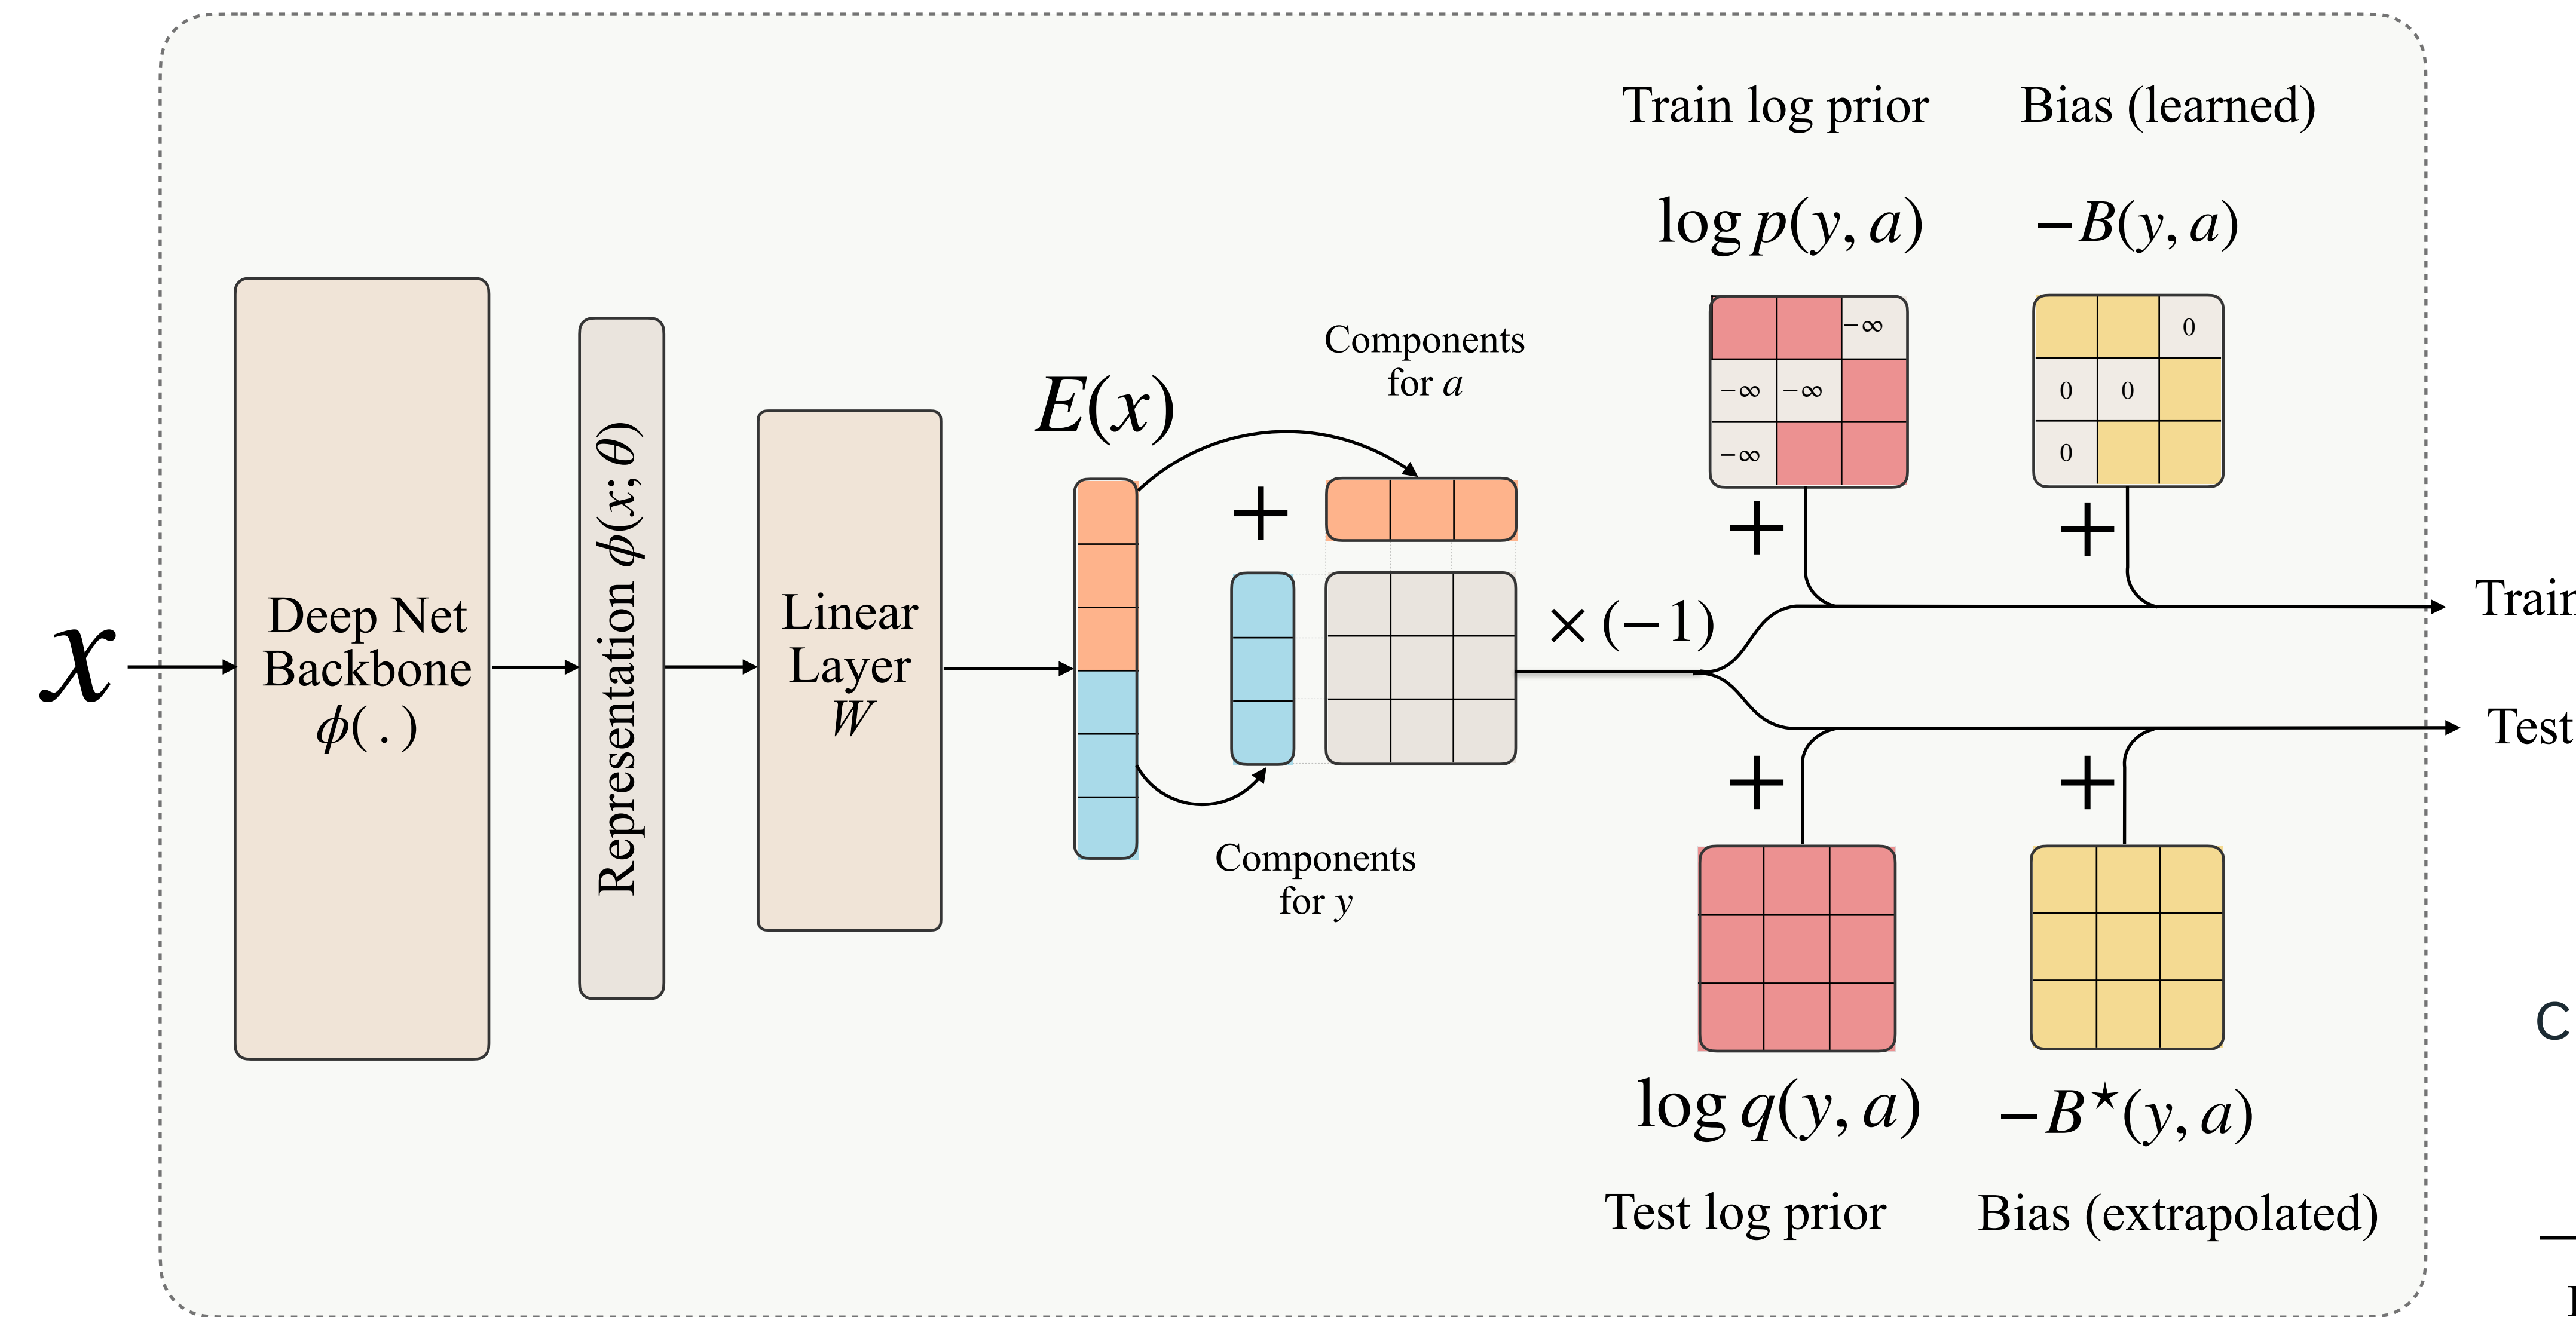 x
Deep Net
Backbone
ϕ( . )
Representation ϕ(x; θ)
Linear
Layer
W
E(x)
Components
for a
+
Components
for y
× (−1)
Train log prior
log p(y, a)
−∞
−∞ −∞
−∞
+
Bias (learned)
−B(y, a)
0
0 0
0
+
Train
Test
+
log q(y, a)
Test log prior
+
−B★(y, a)
Bias (extrapolated)
C